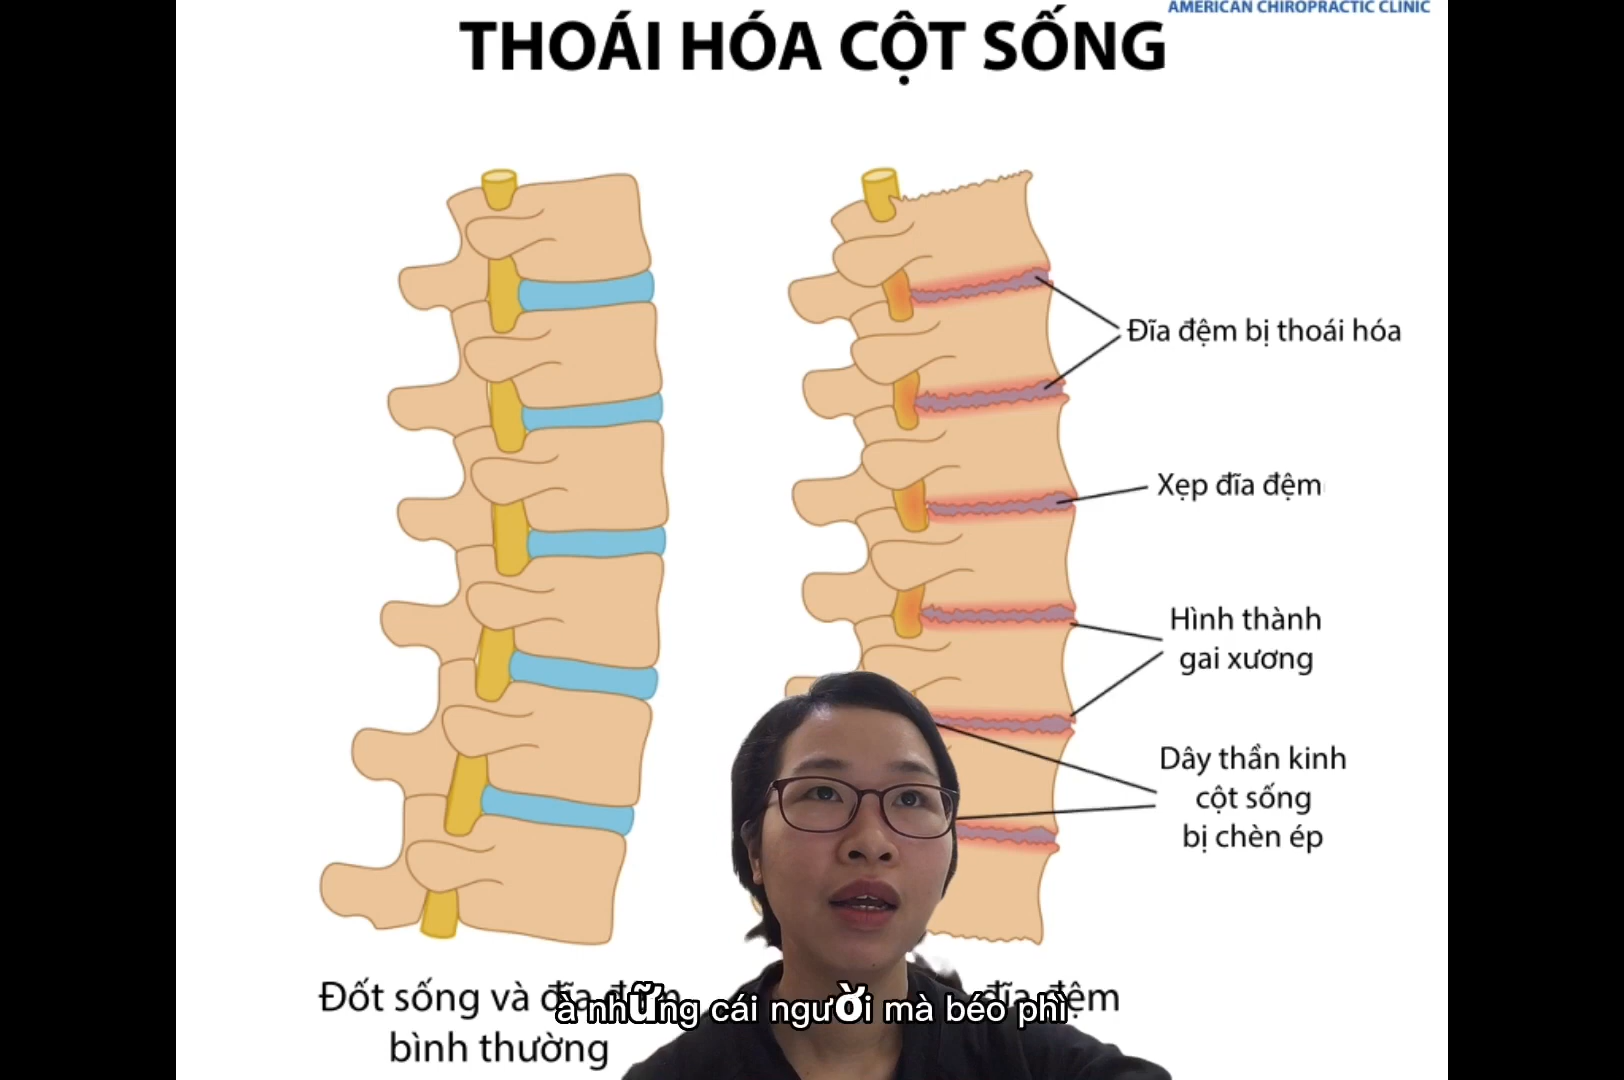 AMERICAN CHIROPRACTIC CLINIC
THOÁI HÓA CỘT SỐNG
Đĩa đệm bị thoái hóa
Xẹp đĩa đệm
Hình thành
gai xương
Dây thần kinh
cột sống
bị chèn ép
Đốt sống và đĩa đệm
bình thường
đĩa đệm
à những cái người mà béo phì